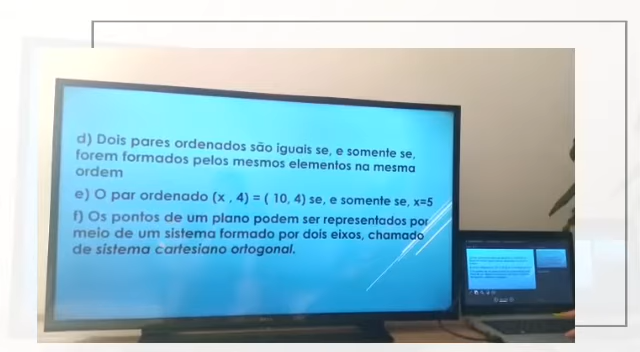 d) Dois pares ordenados são iguais se, e somente se,
forem formados pelos mesmos elementos na mesma
ordem
e) O par ordenado (x , 4) = ( 10, 4) se, e somente se, x=5
f) Os pontos de um plano podem ser representados por
meio de um sistema formado por dois eixos, chamado
de sistema cartesiano ortogonal.